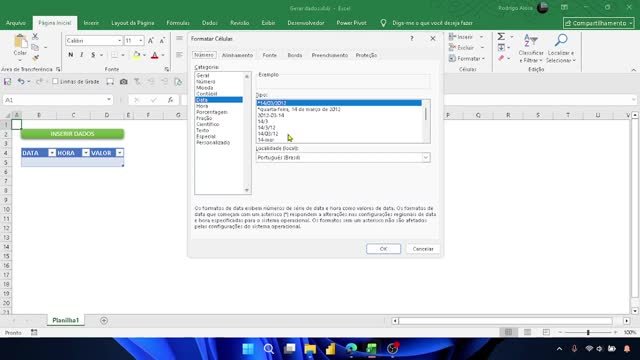 Gerar dados.xlsb - Excel
Rodrigo Aloia
Arquivo Página Inicial Inserir Layout da Página Fórmulas Dados Revisão Exibir Desenvolvedor Power Pivot Diga-me o que você deseja fazer Compartilhamento
Colar
Área de Transferência
Calibri 11
N I S
Formatar Células
Número Alinhamento Fonte Borda Preenchimento Proteção
Categoria:
Geral
Número
Moeda
Contábil
Data
Hora
Porcentagem
Fração
Científico
Texto
Especial
Personalizado
Exemplo
Tipo:
*14/03/2012
*quarta-feira, 14 de março de 2012
2012-03-14
14/3
14/3/12
14/03/12
14-mar
Localidade (local):
Português (Brasil)
Os formatos de data exibem números de série de data e hora como valores de data. Os formatos
de data que começam com um asterisco (*) respondem a alterações nas configurações regionais de data
e hora especificadas para o sistema operacional. Os formatos sem um asterisco não são afetados
pelas configurações do sistema operacional.
OK
Cancelar
Inserir
Excluir
Formatar
Células
Classificar
e Filtrar
Localizar e
Selecionar
Edição
Linhas de Grade
A1
INSERIR DADOS
DATA HORA VALOR
Planilha1
Pronto
100%